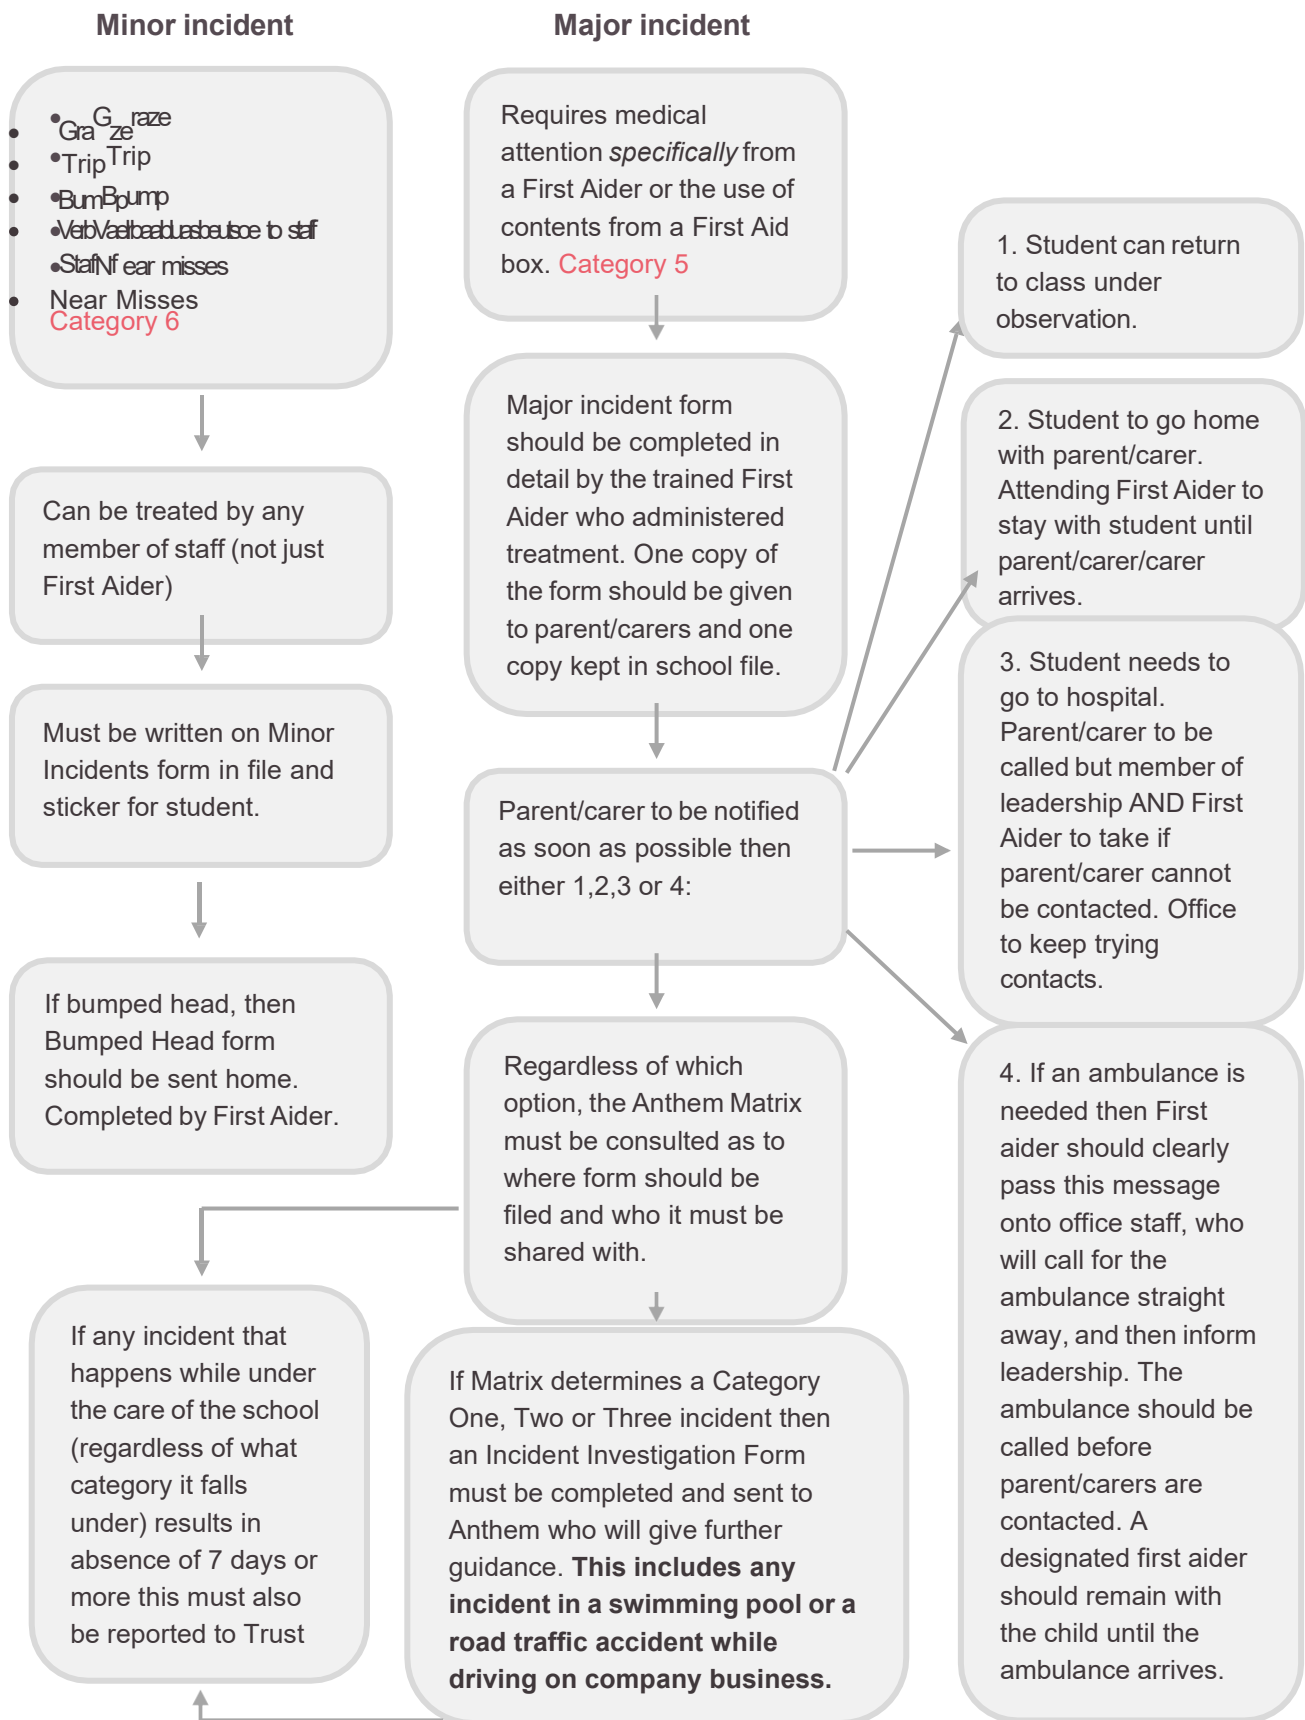 Minor incident
Major incident
• Graze
• Trip
• Bump
• Verbal abuse to staff
• Near misses
Near Misses
Category 6
Can be treated by any
member of staff (not just
First Aider)
Must be written on Minor
Incidents form in file and
sticker for student.
If bumped head, then
Bumped Head form
should be sent home.
Completed by First Aider.
If any incident that
happens while under
the care of the school
(regardless of what
category it falls
under) results in
absence of 7 days or
more this must also
be reported to Trust
Requires medical
attention specifically from
a First Aider or the use of
contents from a First Aid
box. Category 5
Major incident form
should be completed in
detail by the trained First
Aider who administered
treatment. One copy of
the form should be given
to parent/carers and one
copy kept in school file.
Parent/carer to be notified
as soon as possible then
either 1,2,3 or 4:
Regardless of which
option, the Anthem Matrix
must be consulted as to
where form should be
filed and who it must be
shared with.
If Matrix determines a Category
One, Two or Three incident then
an Incident Investigation Form
must be completed and sent to
Anthem who will give further
guidance. This includes any
incident in a swimming pool or a
road traffic accident while
driving on company business.
1. Student can return
to class under
observation.
2. Student to go home
with parent/carer.
Attending First Aider to
stay with student until
parent/carer/carer
arrives.
3. Student needs to
go to hospital.
Parent/carer to be
called but member of
leadership AND First
Aider to take if
parent/carer cannot
be contacted. Office
to keep trying
contacts.
4. If an ambulance is
needed then First
aider should clearly
pass this message
onto office staff, who
will call for the
ambulance straight
away, and then inform
leadership. The
ambulance should be
called before
parent/carers are
contacted. A
designated first aider
should remain with
the child until the
ambulance arrives.